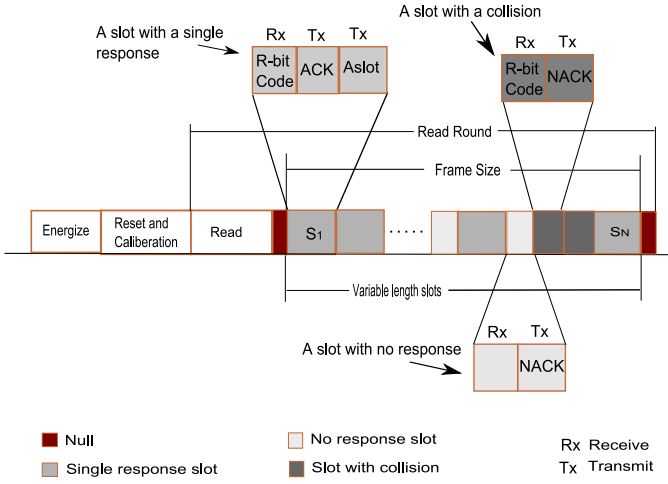 A slot with a single
response
Rx Tx Tx
R-bit
Code
ACK
Aslot
A slot with a collision
Rx Tx
R-bit
Code
NACK
Read Round
Frame Size
Energize
Reset and
Caliberation
Read
S1
......
SN
Variable length slots
A slot with no response
Rx Tx
NACK
Null
No response slot
Rx Receive
Single response slot
Slot with collision
Tx Transmit